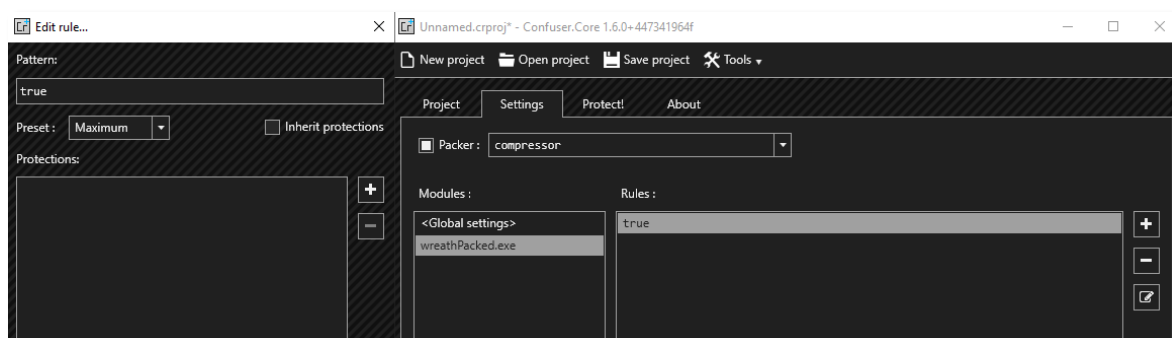 Edit rule...
Pattern:
true
Preset : Maximum
Inherit protections
Protections:
Unnamed.crproj* - Confuser.Core 1.6.0+447341964f
New project Open project Save project Tools
Project Settings Protect! About
Packer : compressor
Modules : Rules :
<Global settings> true
wreathPacked.exe